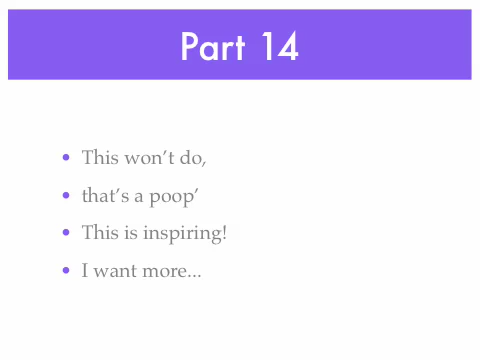 Part 14
• This won’t do,
• that’s a poop’
• This is inspiring!
• I want more...